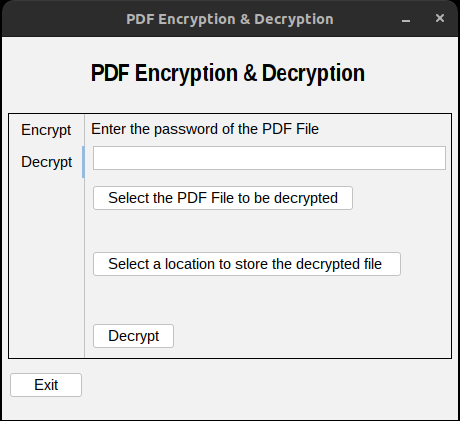 PDF Encryption & Decryption
PDF Encryption & Decryption
Encrypt
Decrypt
Enter the password of the PDF File
Select the PDF File to be decrypted
Select a location to store the decrypted file
Decrypt
Exit